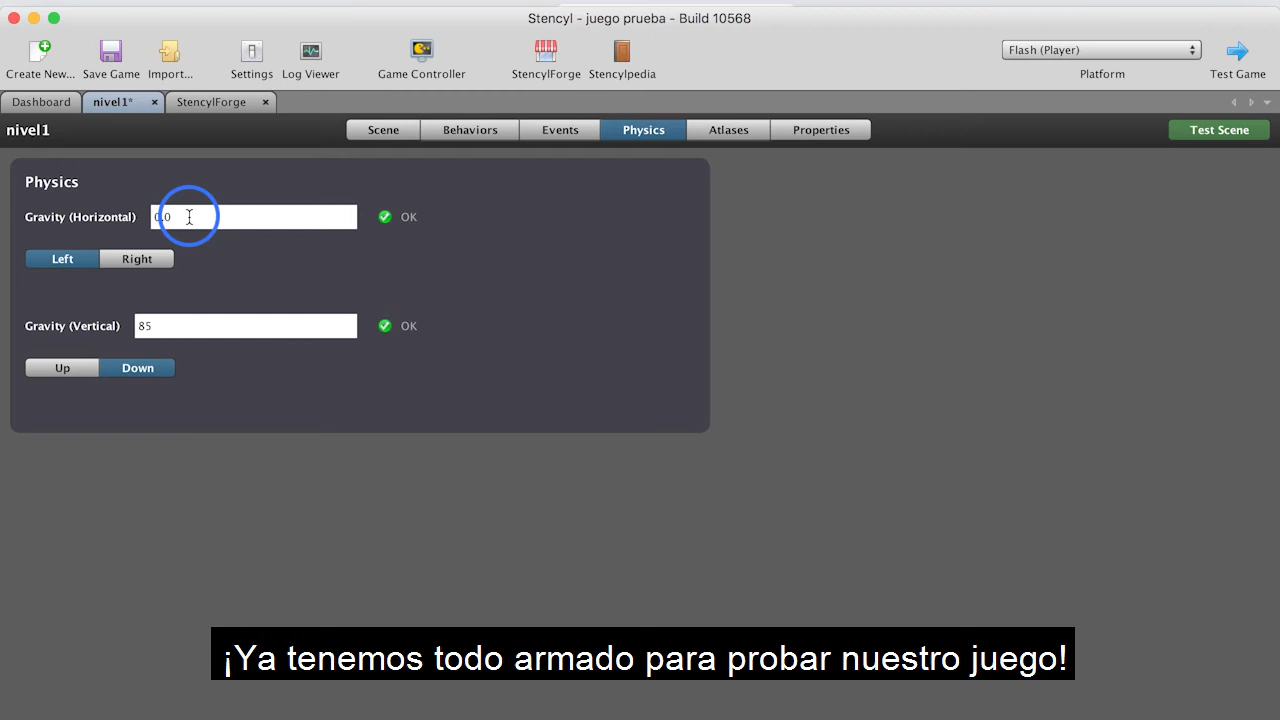 Stencyl - juego prueba - Build 10568
Create New... Save Game Import... Settings Log Viewer Game Controller StencylForge Stencylpedia Flash (Player) Platform Test Game
Dashboard nivel1* StencylForge
nivel1 Scene Behaviors Events Physics Atlases Properties Test Scene
Physics
Gravity (Horizontal) 0.0 OK
Left Right
Gravity (Vertical) 85 OK
Up Down
¡Ya tenemos todo armado para probar nuestro juego!